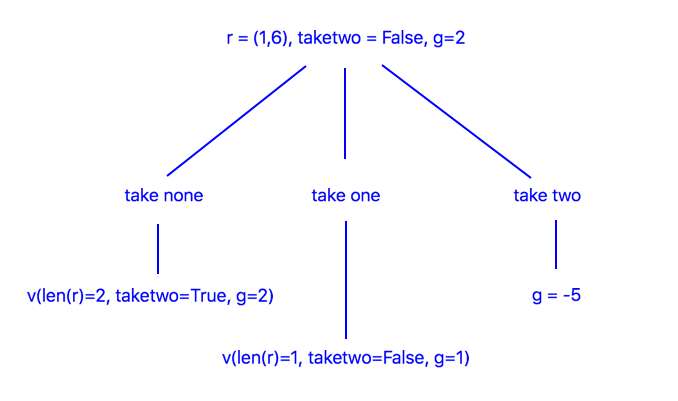 r = (1,6), taketwo = False, g=2
take none
take one
take two
v(len(r)=2, taketwo=True, g=2)
g = -5
v(len(r)=1, taketwo=False, g=1)